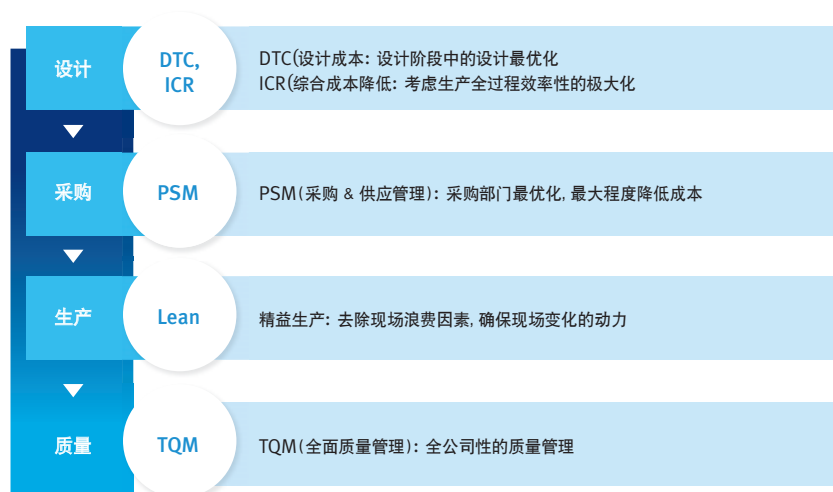 设计
DTC,
ICR
DTC(设计成本: 设计阶段中的设计最优化
ICR(综合成本降低: 考虑生产全过程效率性的极大化
采购
PSM
PSM(采购 & 供应管理): 采购部门最优化, 最大程度降低成本
生产
Lean
精益生产: 去除现场浪费因素, 确保现场变化的动力
质量
TQM
TQM(全面质量管理): 全公司性的质量管理